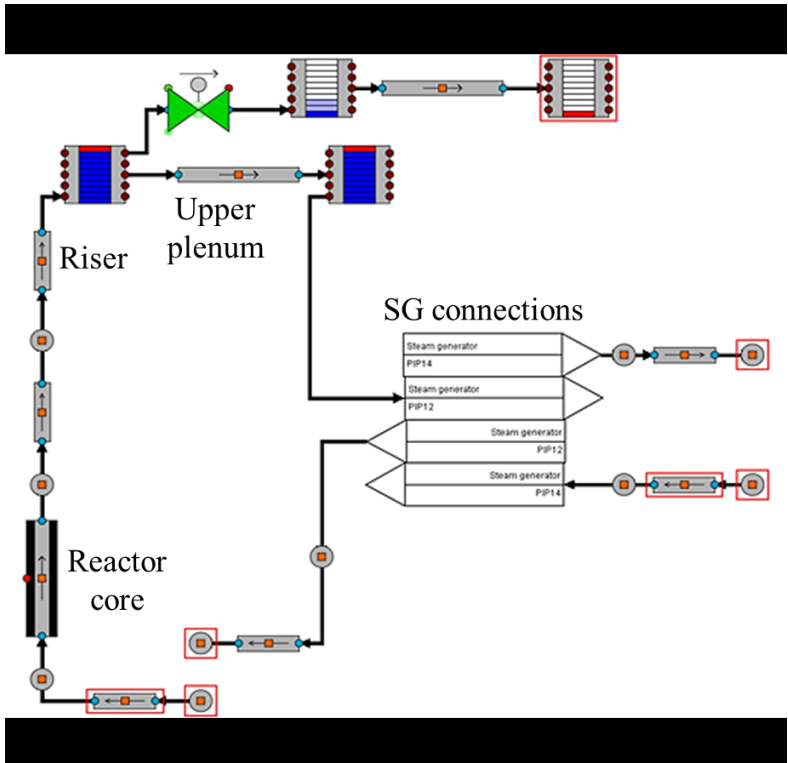 Upper
plenum
Riser
SG connections
Steam generator
PIP14
Steam generator
PIP12
Steam generator
PIP12
Steam generator
PIP14
Reactor
core